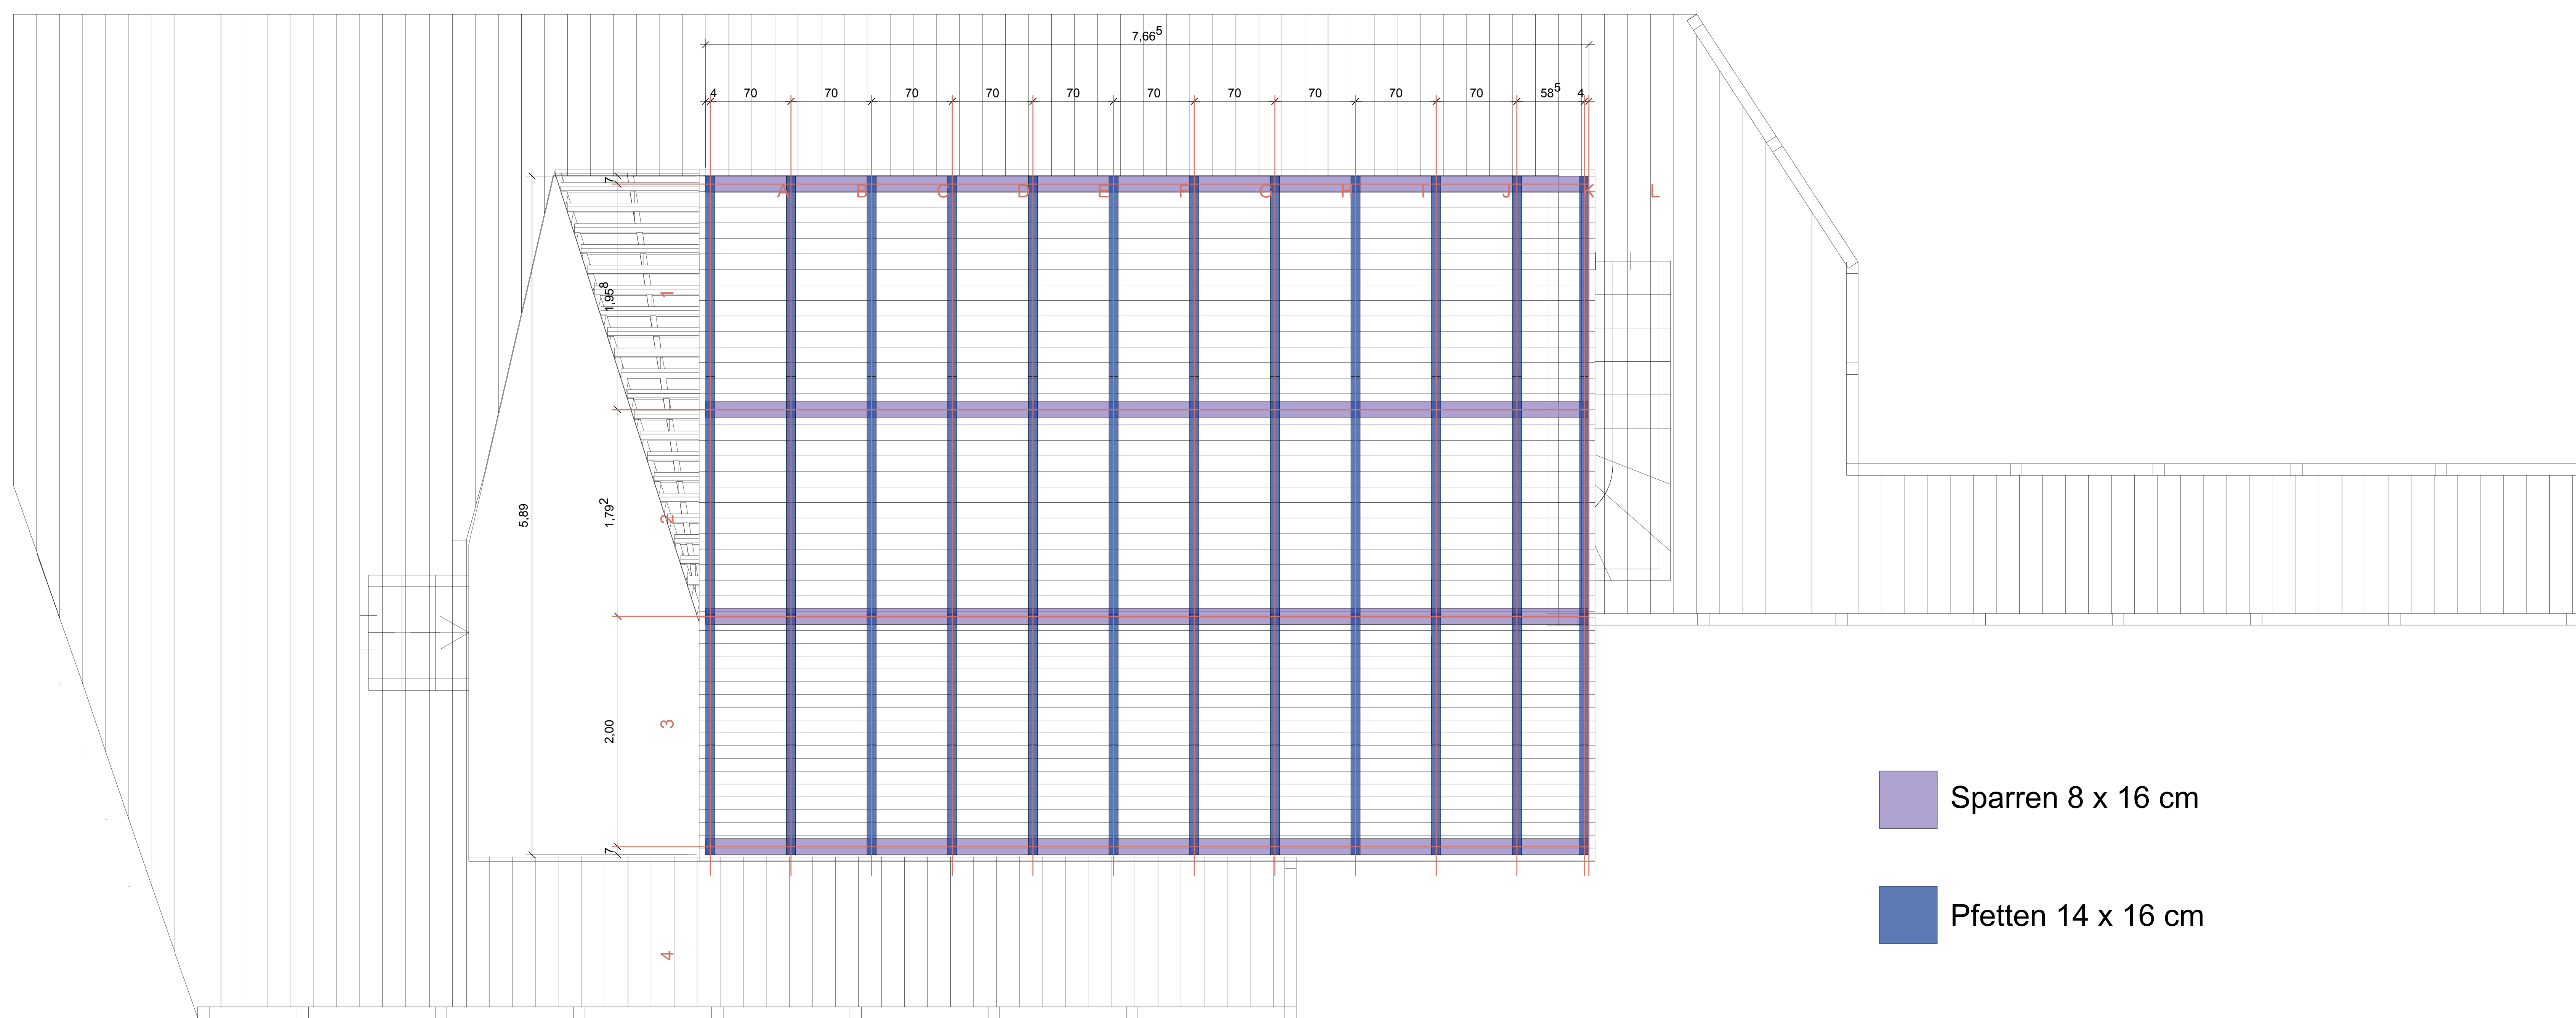 7,66⁵
4 70 70 70 70 70 70 70 70 70 70 58⁵ 4
A B C D E F G H I J K L
7
1,95⁸
1
5,89
1,79²
2
2,00
3
7
4
Sparren 8 x 16 cm
Pfetten 14 x 16 cm